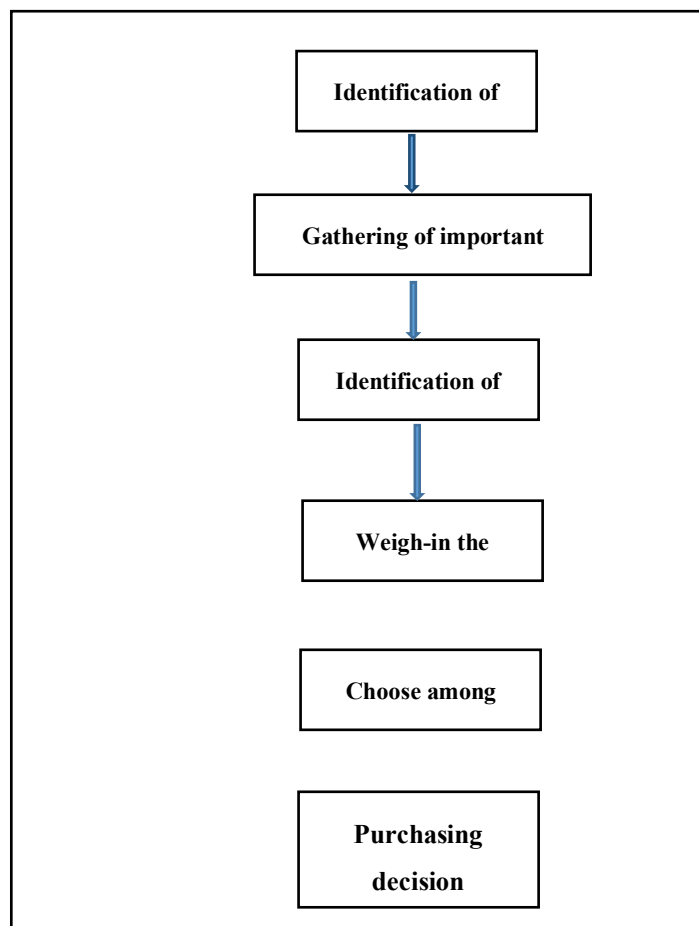 Identification of
Gathering of important
Identification of
Weigh-in the
Choose among
Purchasing
decision